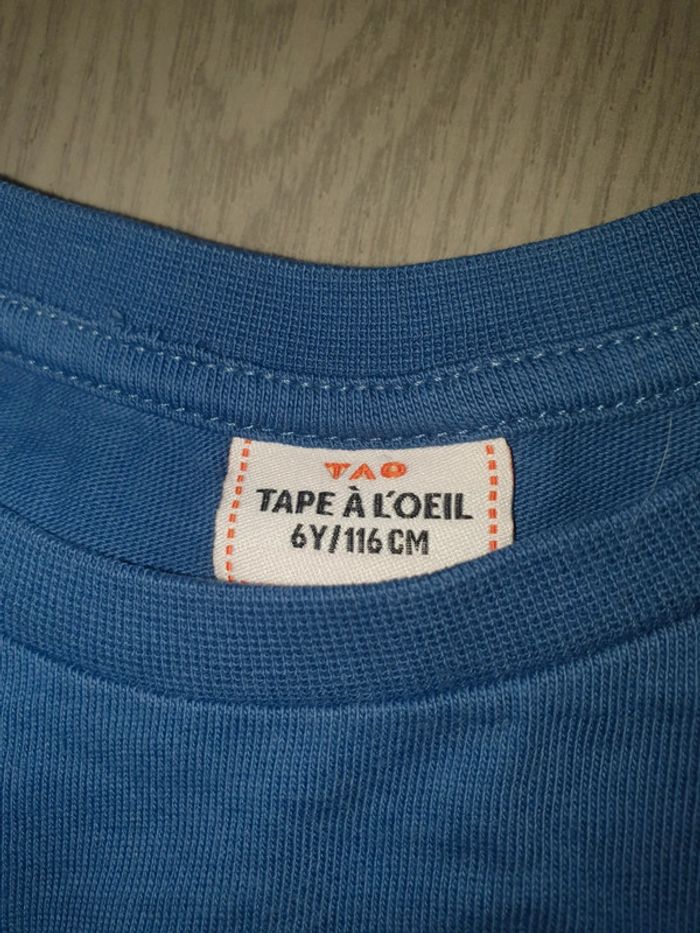 TAO
TAPE À L'OEIL
6Y/116 CM